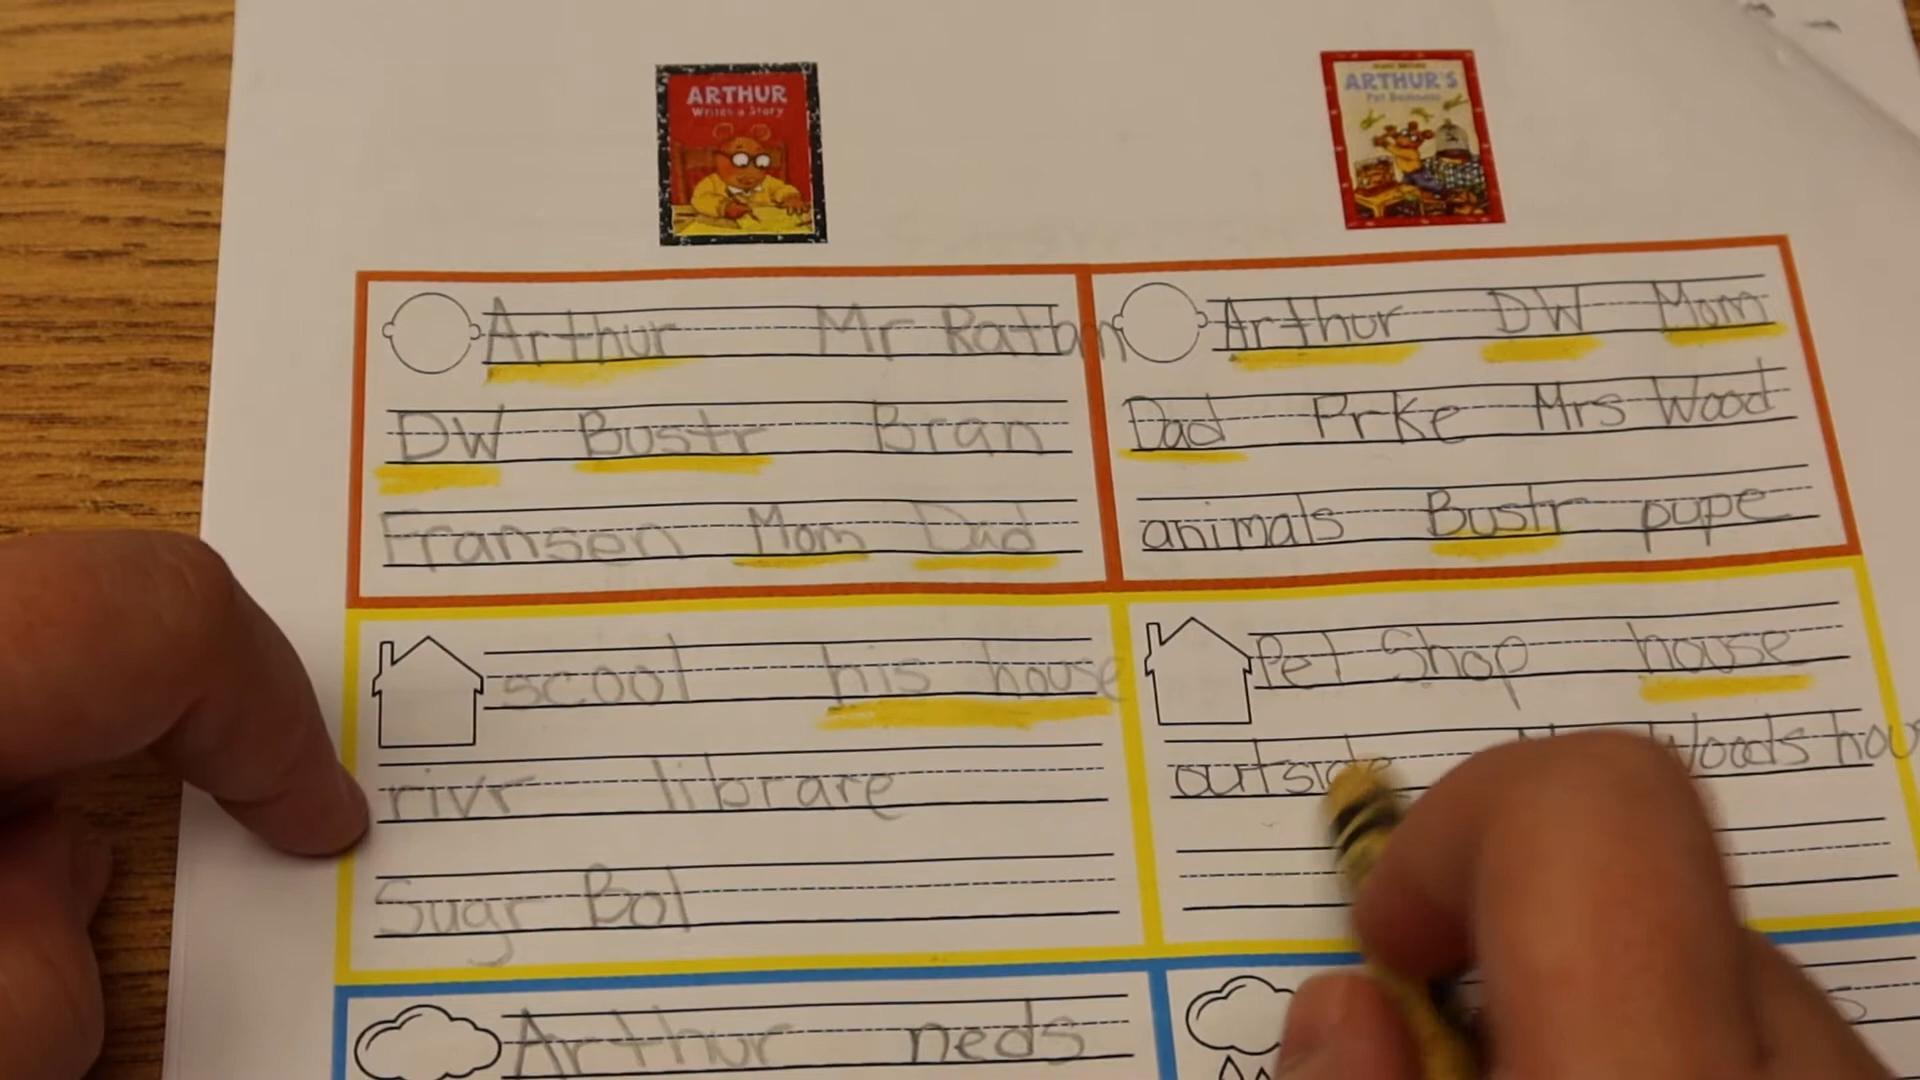 ARTHUR
Writes a Story
ARTHUR'S
Pet Business
Arthur Mr Ratban
DW Bustr Bran
Fransen Mom Dad
Arthur DW Mom
Dad Prke Mrs Wood
animals Bustr pupe
scool his house
rivr librare
Sugr Bol
Pet Shop house
outside Woods hou
Arthur neds